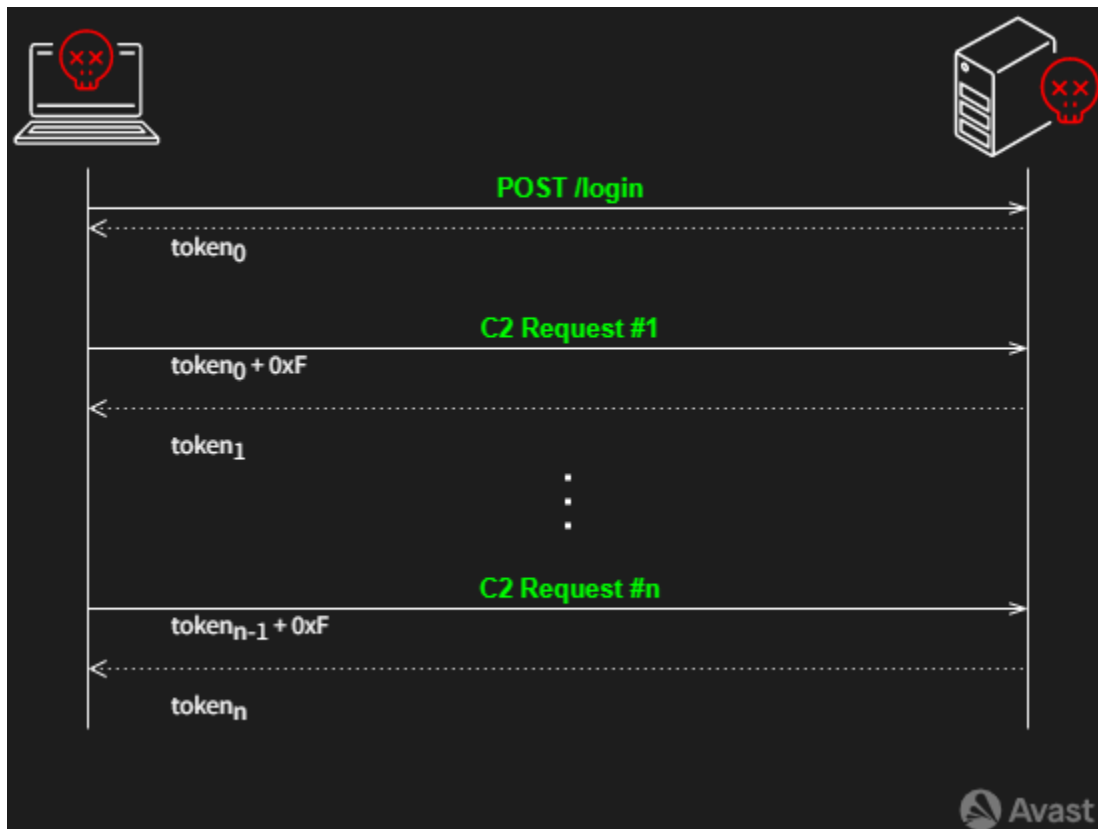 POST /login
token₀
C2 Request #1
token₀ + 0xF
token₁
C2 Request #n
tokenₙ₋₁ + 0xF
tokenₙ
Avast